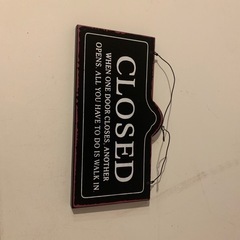 CLOSED
WHEN ONE DOOR CLOSES, ANOTHER
OPENS. ALL YOU HAVE TO DO IS WALK IN